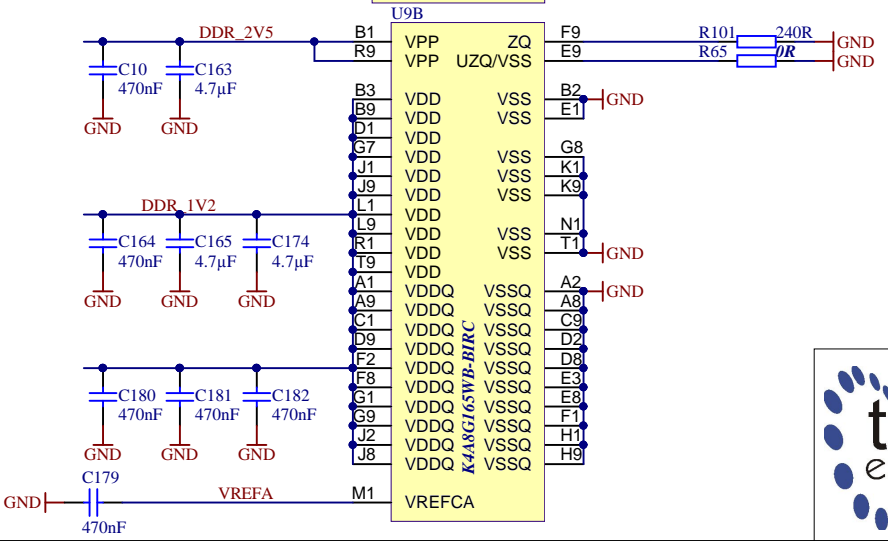 U9B
DDR_2V5 B1 VPP ZQ F9 R101 240R GND
R9 VPP UZQ/VSS E9 R65 0R GND
C10 C163
470nF 4.7µF
GND GND
B3 VDD VSS B2 GND
B9 VDD VSS E1
D1 VDD
G7 VDD VSS G8
J1 VDD VSS K1
J9 VDD VSS K9
DDR_1V2 L1 VDD
L9 VDD VSS N1
R1 VDD VSS T1 GND
T9 VDD
C164 C165 C174
470nF 4.7µF 4.7µF
GND GND GND
A1 VDDQ VSSQ A2 GND
A9 VDDQ VSSQ A8
C1 VDDQ VSSQ C9
D9 VDDQ VSSQ D2
F2 VDDQ VSSQ D8
F8 VDDQ VSSQ E3
G1 VDDQ VSSQ E8
G9 VDDQ VSSQ F1
J2 VDDQ VSSQ H1
J8 VDDQ VSSQ H9
K4A8G165WB-BIRC
C180 C181 C182
470nF 470nF 470nF
GND GND GND
C179
GND VREFA M1 VREFCA
470nF
t
e